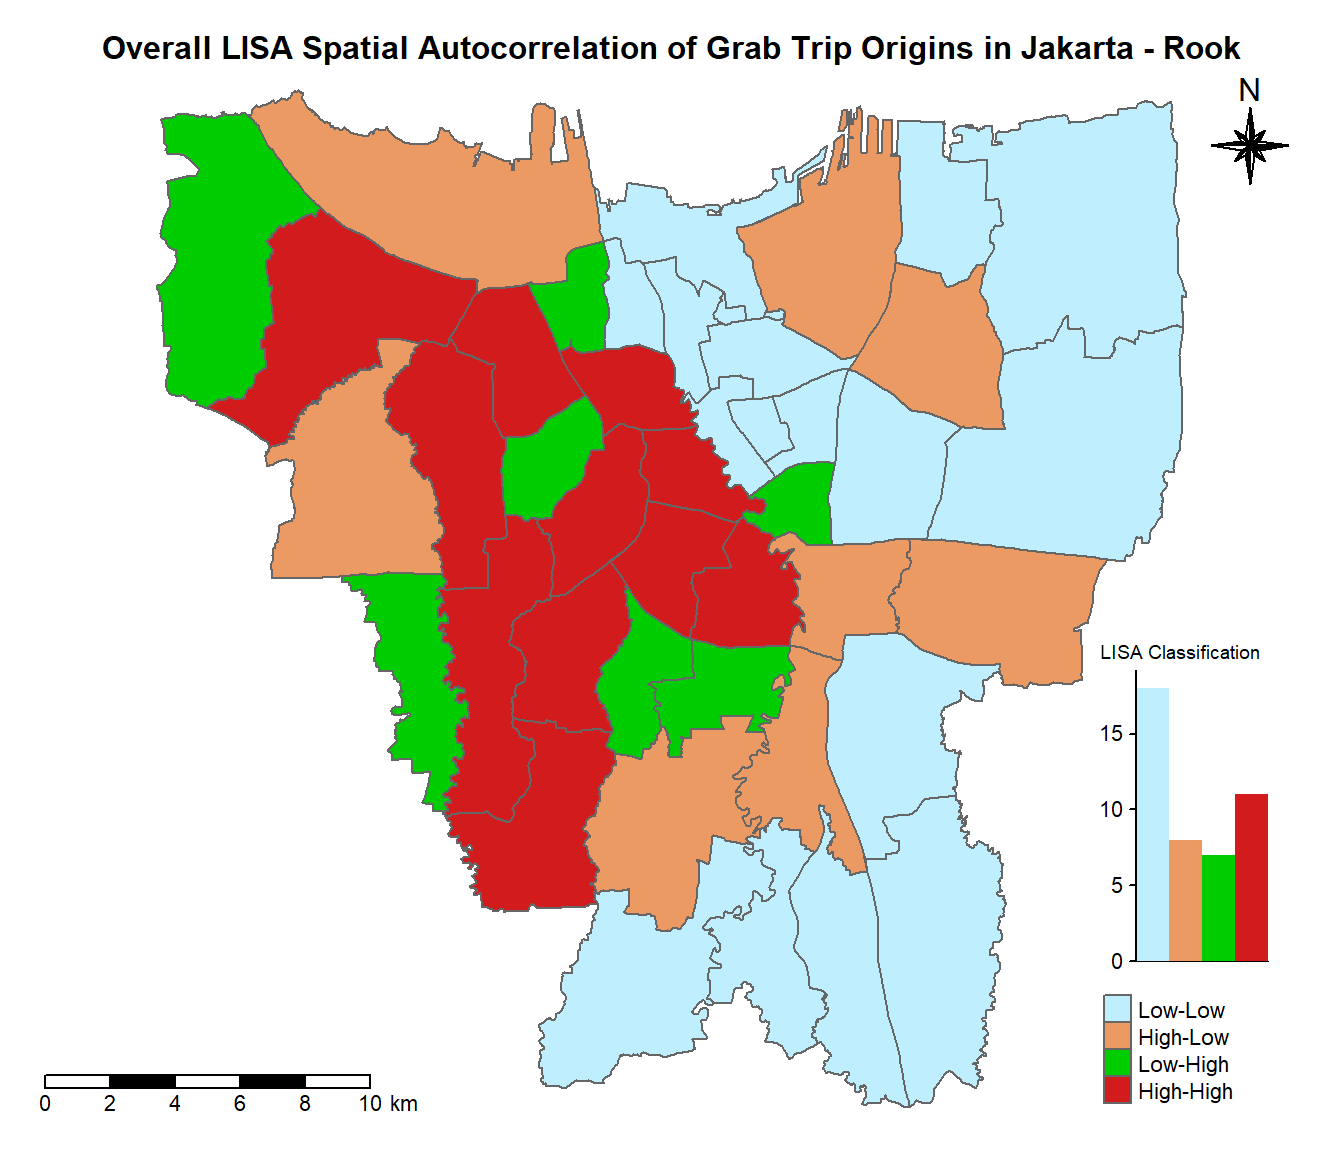 Overall LISA Spatial Autocorrelation of Grab Trip Origins in Jakarta - Rook
N
LISA Classification
15
10
5
0
Low-Low
High-Low
Low-High
High-High
0 2 4 6 8 10 km